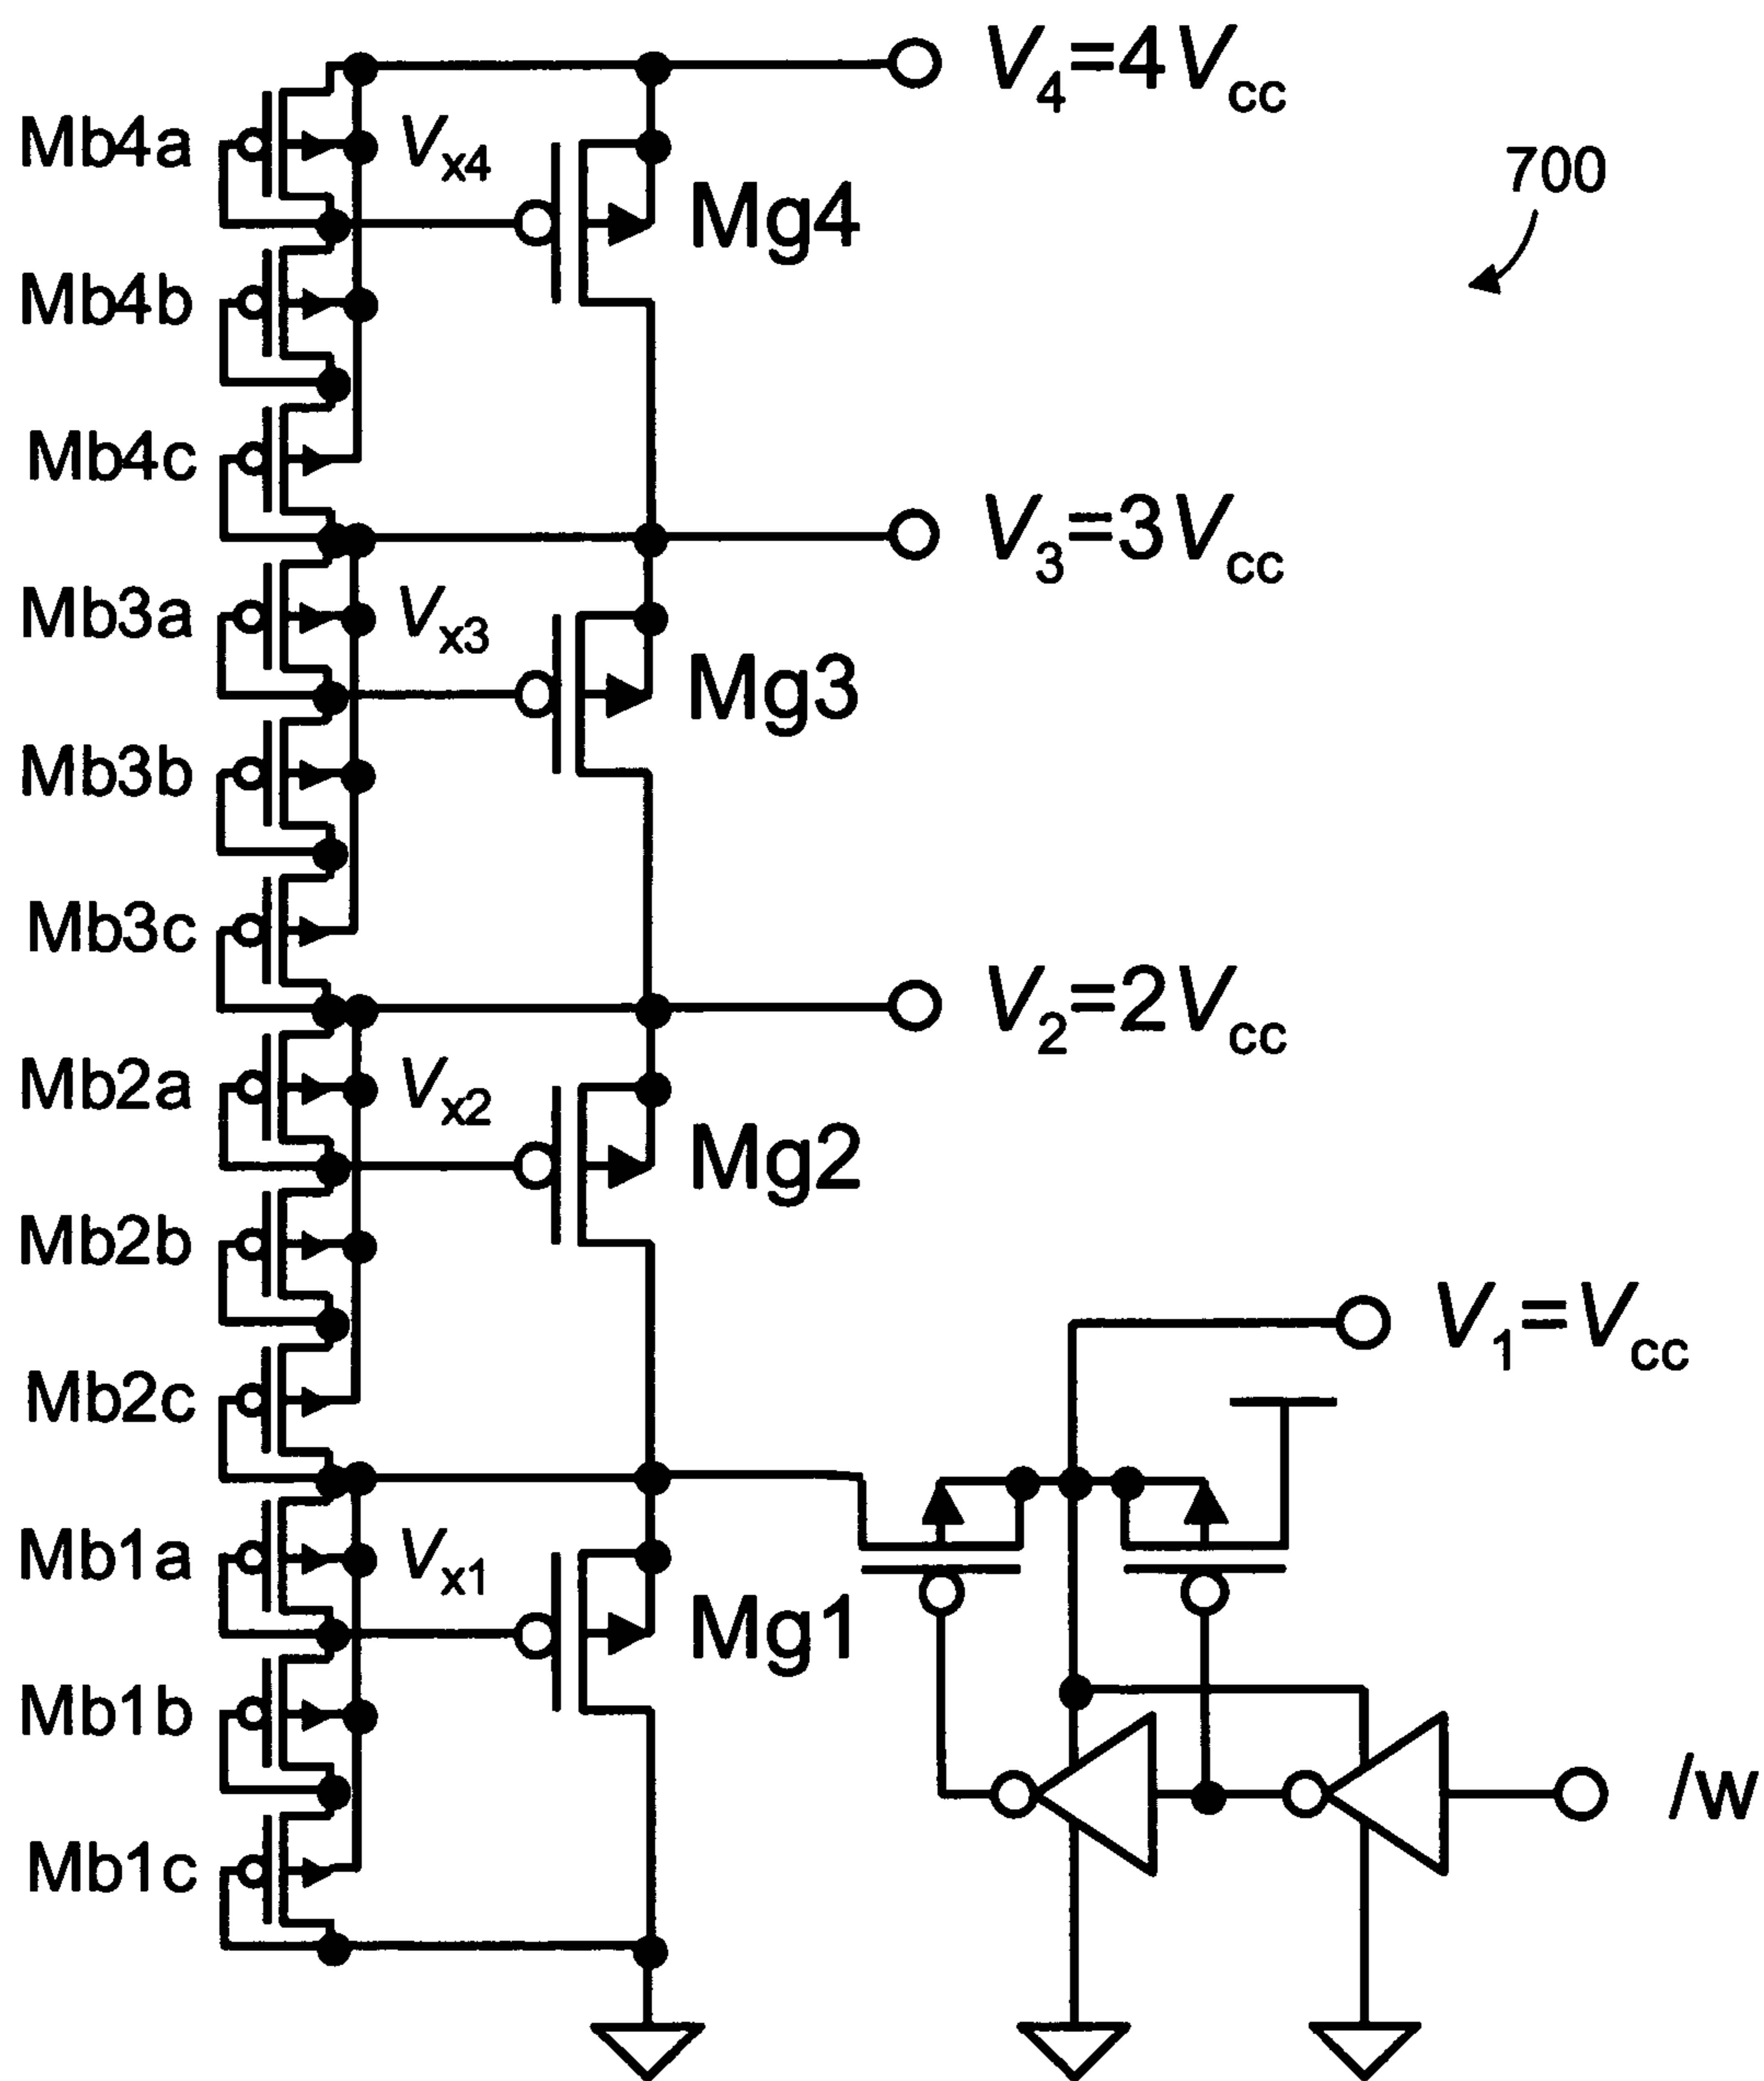 V4=4Vcc
Mb4a
Vx4
700
Mg4
Mb4b
Mb4c
V3=3Vcc
Mb3a
Vx3
Mg3
Mb3b
Mb3c
V2=2Vcc
Mb2a
Vx2
Mg2
Mb2b
V1=Vcc
Mb2c
Mb1a
Vx1
Mg1
Mb1b
/w
Mb1c